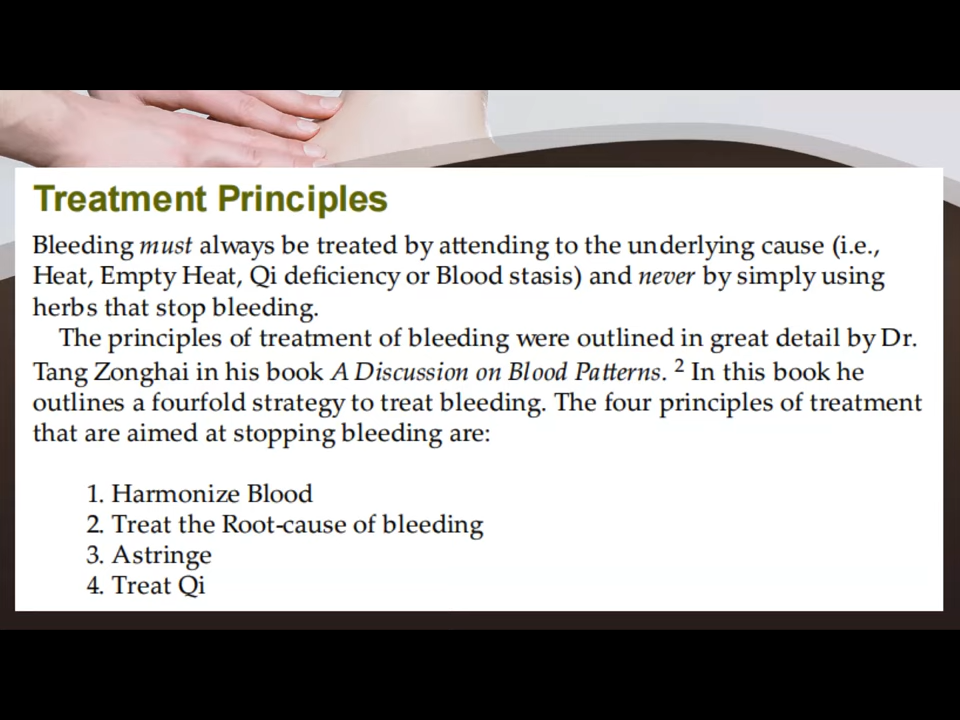 Treatment Principles
Bleeding must always be treated by attending to the underlying cause (i.e.,
Heat, Empty Heat, Qi deficiency or Blood stasis) and never by simply using
herbs that stop bleeding.
The principles of treatment of bleeding were outlined in great detail by Dr.
Tang Zonghai in his book A Discussion on Blood Patterns. 2 In this book he
outlines a fourfold strategy to treat bleeding. The four principles of treatment
that are aimed at stopping bleeding are:
1. Harmonize Blood
2. Treat the Root-cause of bleeding
3. Astringe
4. Treat Qi